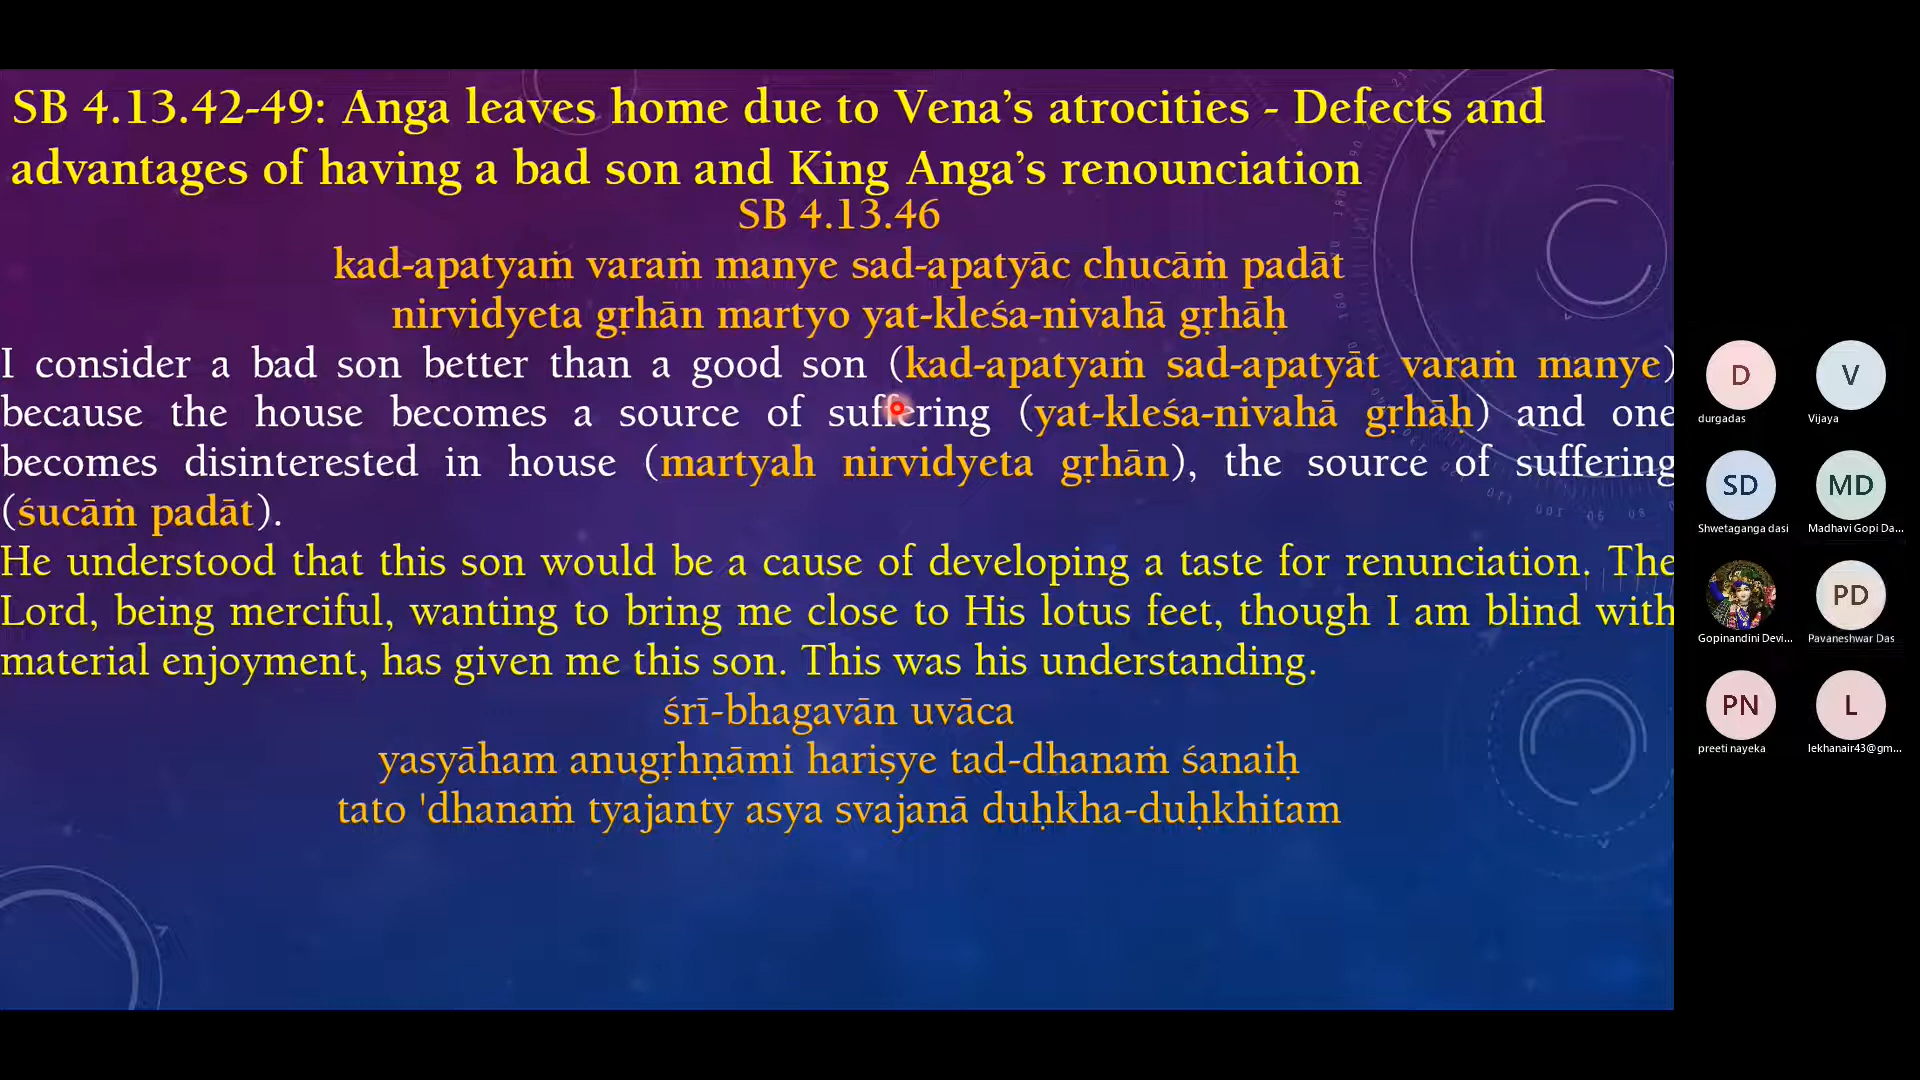 SB 4.13.42-49: Anga leaves home due to Vena’s atrocities - Defects and
advantages of having a bad son and King Anga’s renounciation
SB 4.13.46
kad-apatyaṁ varaṁ manye sad-apatyāc chucāṁ padāt
nirvidyeta gṛhān martyo yat-kleśa-nivahā gṛhāḥ
I consider a bad son better than a good son (kad-apatyaṁ sad-apatyāt varaṁ manye)
because the house becomes a source of suffering (yat-kleśa-nivahā gṛhāḥ) and one
becomes disinterested in house (martyah nirvidyeta gṛhān), the source of suffering
(śucāṁ padāt).
He understood that this son would be a cause of developing a taste for renunciation. The
Lord, being merciful, wanting to bring me close to His lotus feet, though I am blind with
material enjoyment, has given me this son. This was his understanding.
śrī-bhagavān uvāca
yasyāham anugṛhṇāmi hariṣye tad-dhanaṁ śanaiḥ
tato 'dhanaṁ tyajanty asya svajanā duḥkha-duḥkhitam
D V
durgadas Vijaya
SD MD
Shwetaganga dasi Madhavi Gopi Da...
PD
Gopinandini Devi... Pavaneshwar Das
PN L
preeti nayeka lekhanair43@gm...